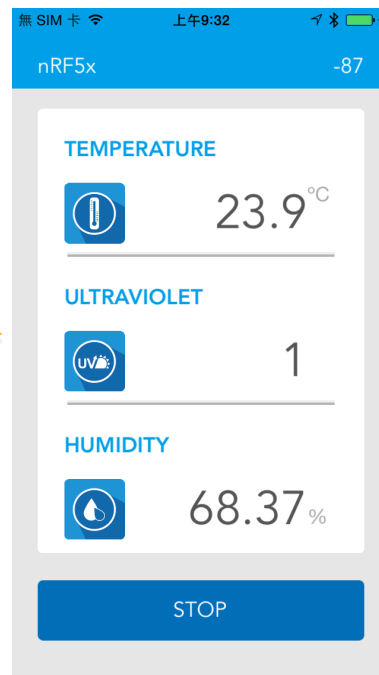 無 SIM 卡 上午9:32
nRF5x -87
TEMPERATURE
23.9°C
ULTRAVIOLET
UV 1
HUMIDITY
68.37%
STOP